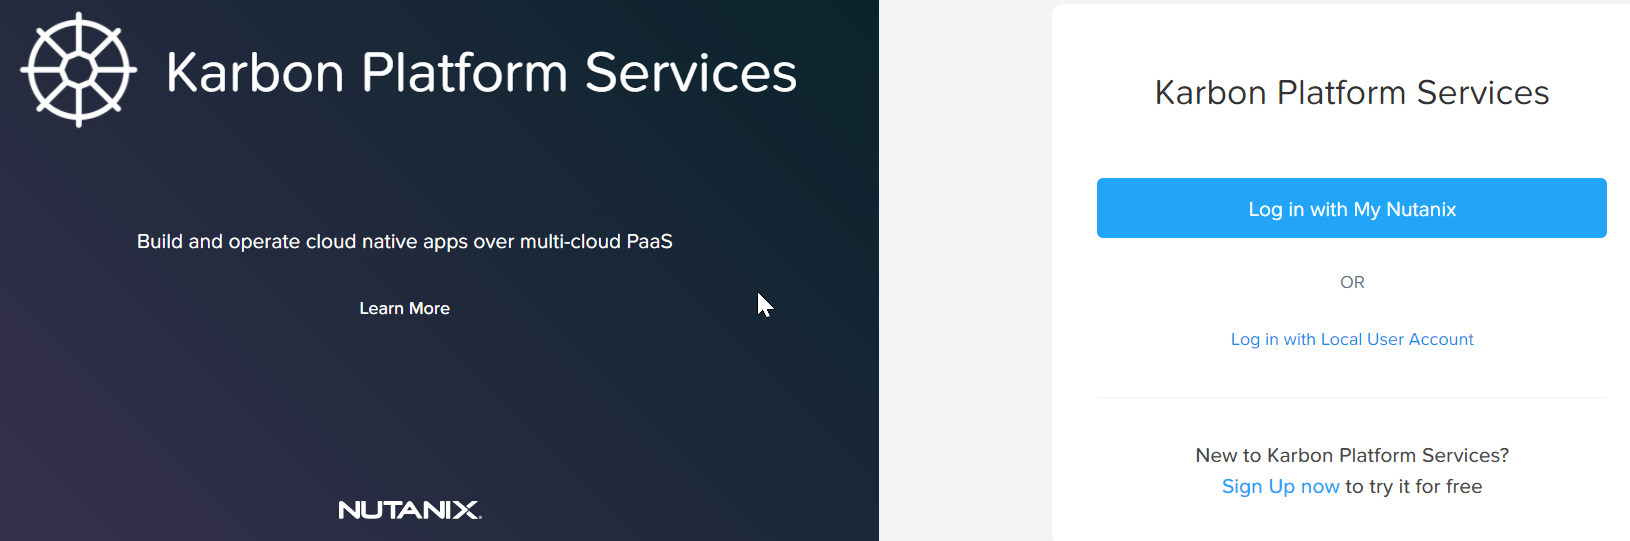 Karbon Platform Services
Build and operate cloud native apps over multi-cloud PaaS
Learn More
NUTANIX
Karbon Platform Services
Log in with My Nutanix
OR
Log in with Local User Account
New to Karbon Platform Services?
Sign Up now to try it for free